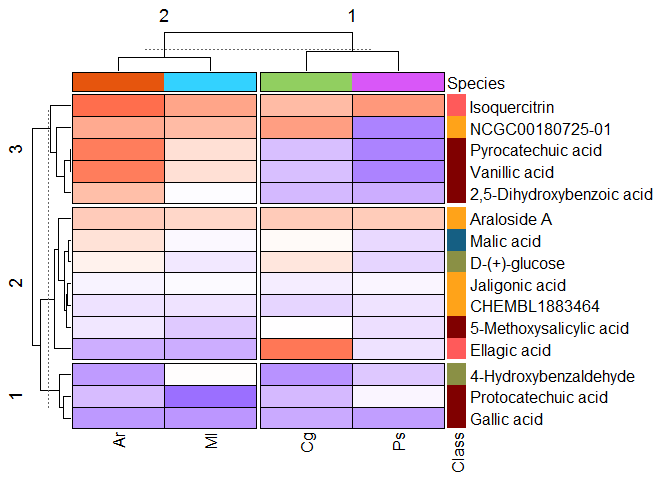 2 1
Species
3
Isoquercitrin
NCGC00180725-01
Pyrocatechuic acid
Vanillic acid
2,5-Dihydroxybenzoic acid
2
Araloside A
Malic acid
D-(+)-glucose
Jaligonic acid
CHEMBL1883464
5-Methoxysalicylic acid
Ellagic acid
1
4-Hydroxybenzaldehyde
Protocatechuic acid
Gallic acid
Ar Ml Cg Ps Class